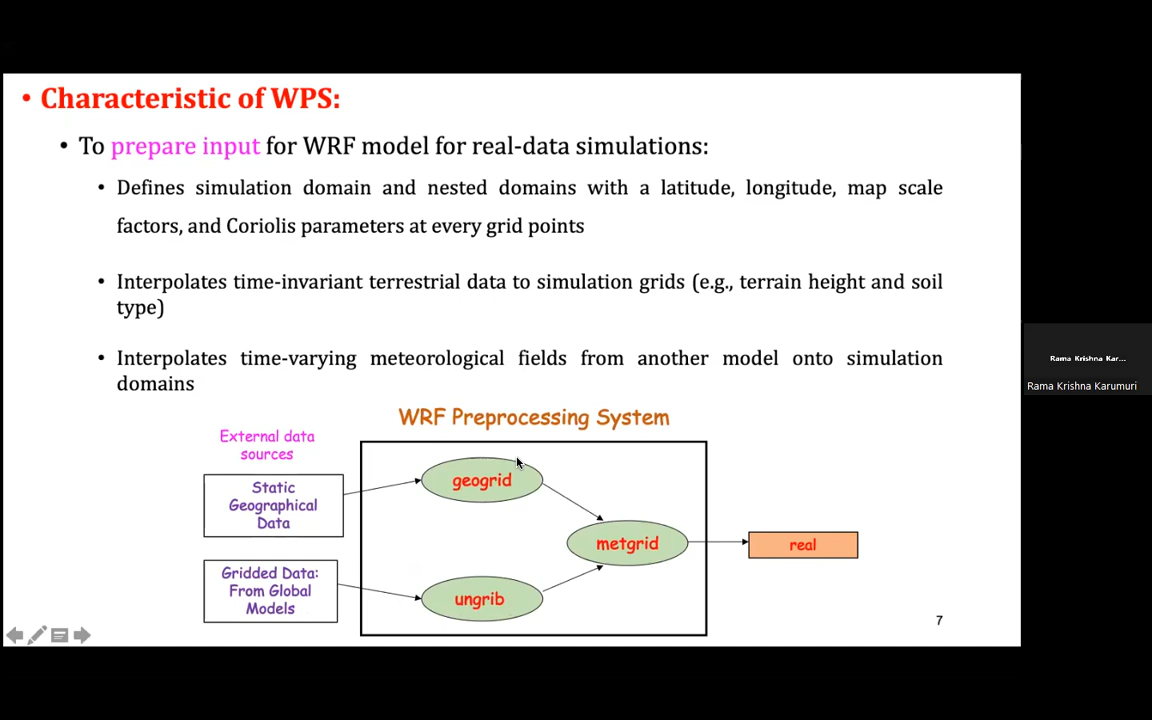 • Characteristic of WPS:
• To prepare input for WRF model for real-data simulations:
• Defines simulation domain and nested domains with a latitude, longitude, map scale
factors, and Coriolis parameters at every grid points
• Interpolates time-invariant terrestrial data to simulation grids (e.g., terrain height and soil
type)
• Interpolates time-varying meteorological fields from another model onto simulation
domains
WRF Preprocessing System
External data
sources
Static
Geographical
Data
geogrid
metgrid
real
Gridded Data:
From Global
Models
ungrib
7
Rama Krishna Kar...
Rama Krishna Karumuri